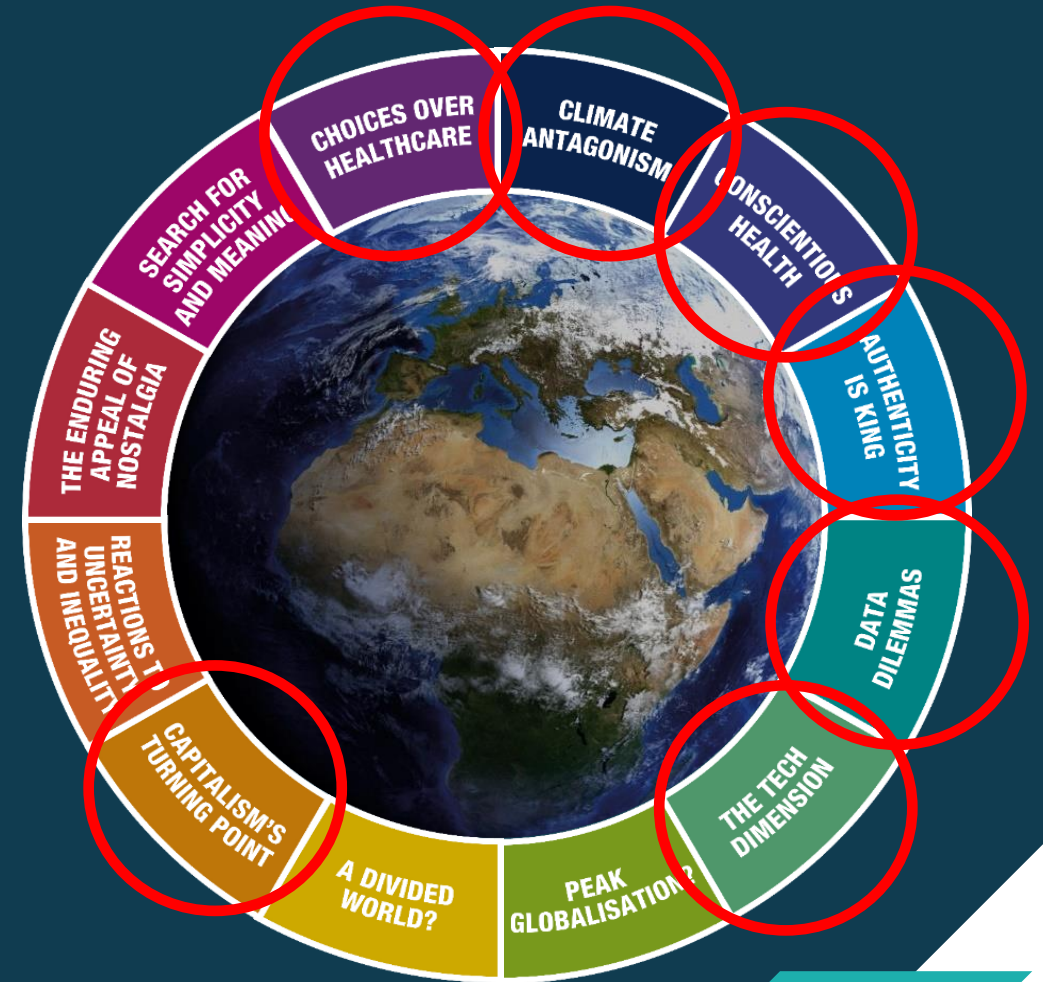 CHOICES OVER
HEALTHCARE
CLIMATE
ANTAGONISM
CONSCIENTIOUS
HEALTH
AUTHENTICITY
IS KING
DATA
DILEMMAS
THE TECH
DIMENSION
PEAK
GLOBALISATION?
A DIVIDED
WORLD?
CAPITALISM'S
TURNING POINT
REACTIONS TO
UNCERTAINTY
AND INEQUALITY
THE ENDURING
APPEAL OF
NOSTALGIA
SEARCH FOR
SIMPLICITY
AND MEANING